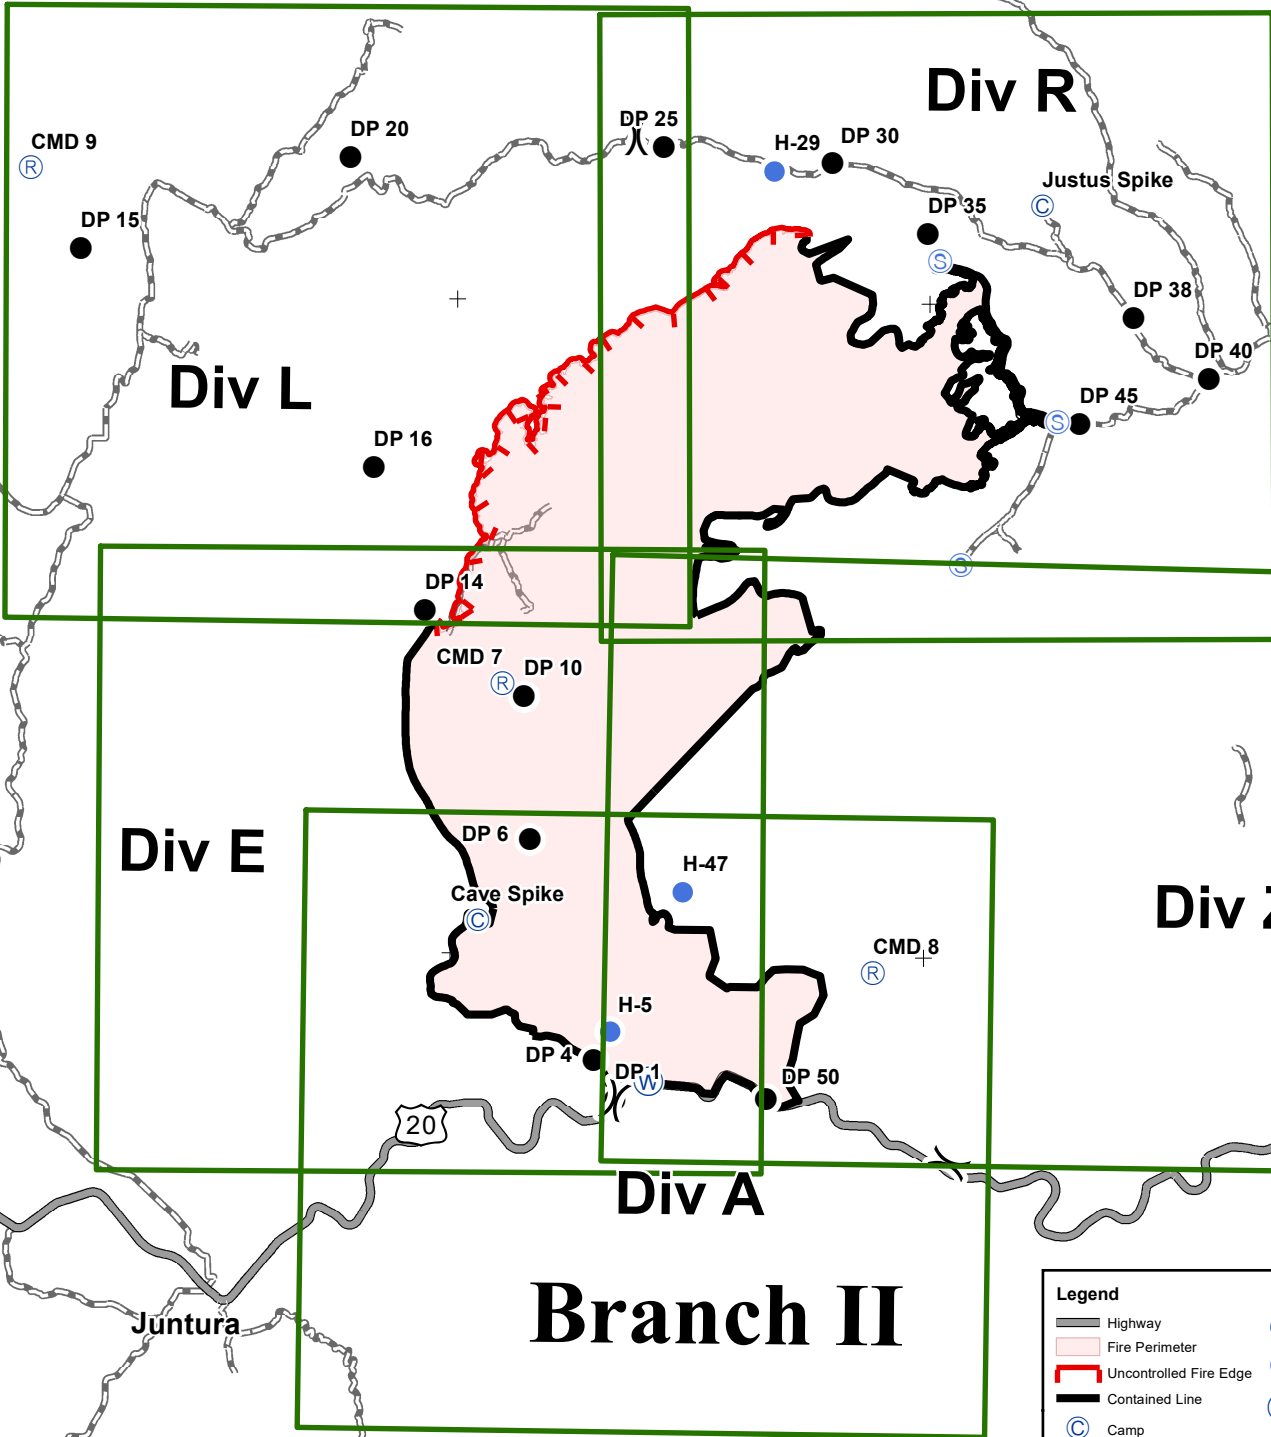 Div R
DP 25
DP 20
H-29
DP 30
CMD 9
R
Justus Spike
C
DP 15
DP 35
S
DP 38
DP 40
Div L
DP 45
S
DP 16
S
DP 14
CMD 7
R
DP 10
Div E
DP 6
H-47
Cave Spike
C
Div
CMD 8
R
H-5
DP 4
DP 1
W
DP 50
20
Div A
Branch II
Juntura
Legend
Highway
Fire Perimeter
Uncontrolled Fire Edge
Contained Line
C Camp